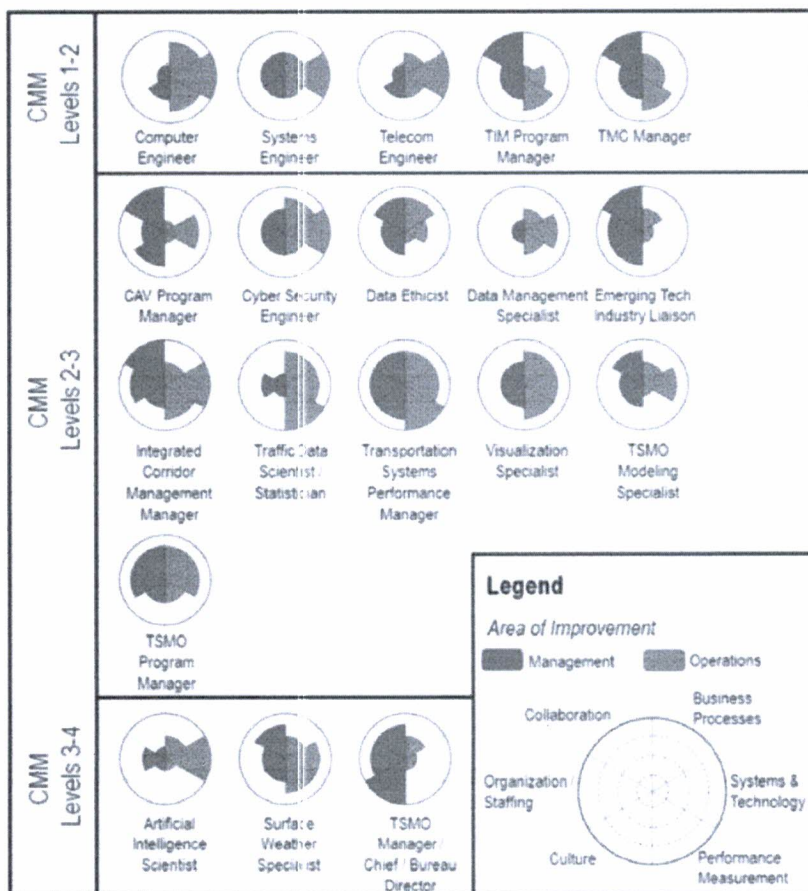 CMM
Levels 1-2
Computer
Engineer
Systems
Engineer
Telecom
Engineer
TIM Program
Manager
TMC Manager
CMM
Levels 2-3
CAV Program
Manager
Cyber Security
Engineer
Data Ethicist
Data Management
Specialist
Emerging Tech
Industry Liaison
Integrated
Corridor
Management
Manager
Traffic Data
Scientist /
Statistician
Transportation
Systems
Performance
Manager
Visualization
Specialist
TSMO
Modeling
Specialist
TSMO
Program
Manager
CMM
Levels 3-4
Artificial
Intelligence
Scientist
Surface
Weather
Specialist
TSMO
Manager /
Chief / Bureau
Director
Legend
Area of Improvement
Management
Operations
Collaboration
Business
Processes
Organization /
Staffing
Systems &
Technology
Culture
Performance
Measurement